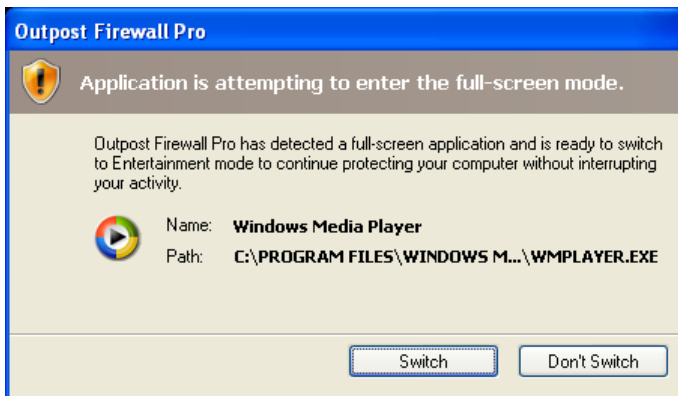 Outpost Firewall Pro
Application is attempting to enter the full-screen mode.
Outpost Firewall Pro has detected a full-screen application and is ready to switch
to Entertainment mode to continue protecting your computer without interrupting
your activity.
Name: Windows Media Player
Path: C:\PROGRAM FILES\WINDOWS M...\WMPLAYER.EXE
Switch Don't Switch